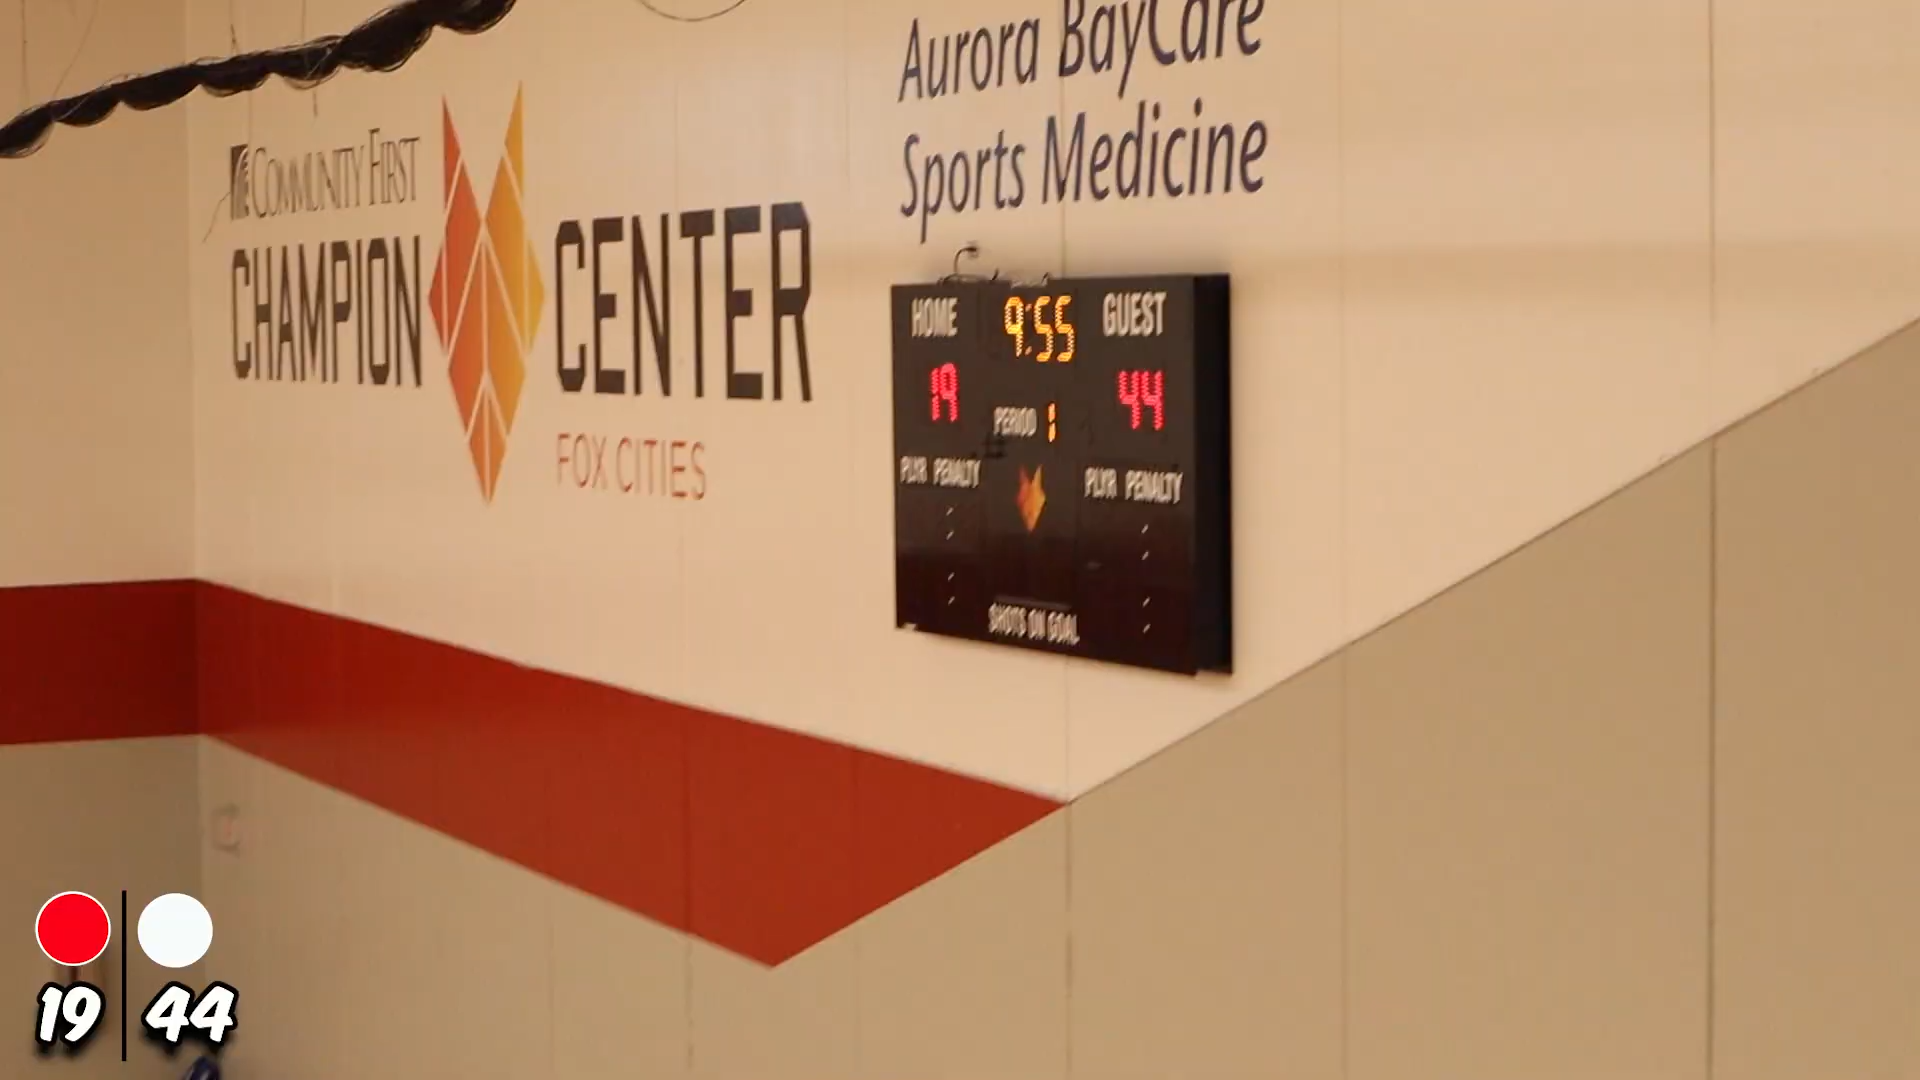 Aurora BayCare
Sports Medicine
COMMUNITY FIRST
CHAMPION CENTER
FOX CITIES
HOME 9:55 GUEST
19 PERIOD 1 44
PLYR PENALTY PLYR PENALTY
SHOTS ON GOAL
19 44